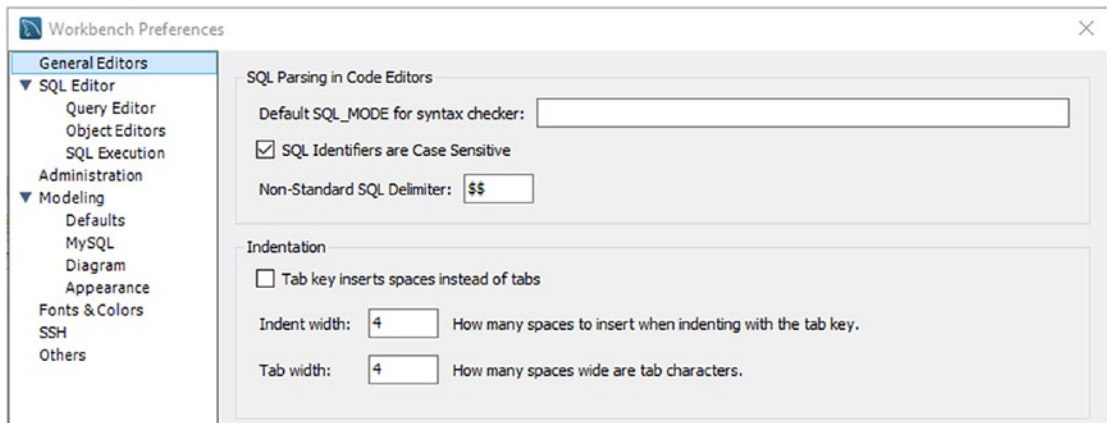 Workbench Preferences
General Editors
SQL Editor
Query Editor
Object Editors
SQL Execution
Administration
Modeling
Defaults
MySQL
Diagram
Appearance
Fonts & Colors
SSH
Others
SQL Parsing in Code Editors
Default SQL_MODE for syntax checker:
SQL Identifiers are Case Sensitive
Non-Standard SQL Delimiter: $$
Indentation
Tab key inserts spaces instead of tabs
Indent width: 4 How many spaces to insert when indenting with the tab key.
Tab width: 4 How many spaces wide are tab characters.